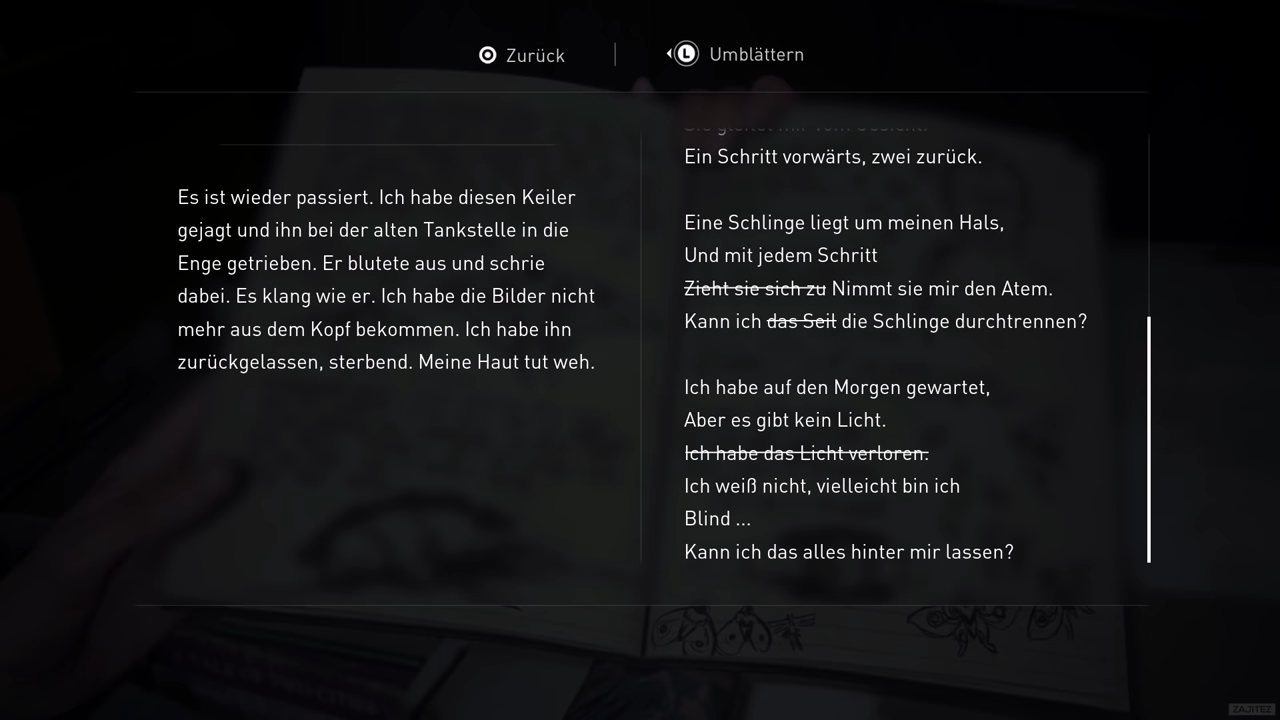 Zurück
Umblättern
Es ist wieder passiert. Ich habe diesen Keiler
gejagt und ihn bei der alten Tankstelle in die
Enge getrieben. Er blutete aus und schrie
dabei. Es klang wie er. Ich habe die Bilder nicht
mehr aus dem Kopf bekommen. Ich habe ihn
zurückgelassen, sterbend. Meine Haut tut weh.
Ein Schritt vorwärts, zwei zurück.
Eine Schlinge liegt um meinen Hals,
Und mit jedem Schritt
Zieht sie sich zu Nimmt sie mir den Atem.
Kann ich das Seil die Schlinge durchtrennen?
Ich habe auf den Morgen gewartet,
Aber es gibt kein Licht.
Ich habe das Licht verloren.
Ich weiß nicht, vielleicht bin ich
Blind ...
Kann ich das alles hinter mir lassen?
ZAJITEZ